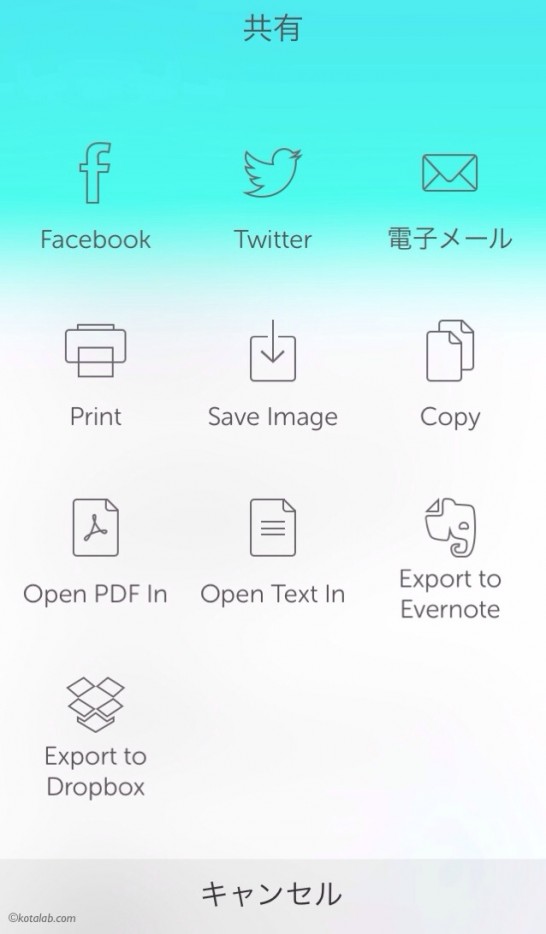 共有
Facebook
Twitter
電子メール
Print
Save Image
Copy
Open PDF In
Open Text In
Export to
Evernote
Export to
Dropbox
キャンセル
©kotalab.com